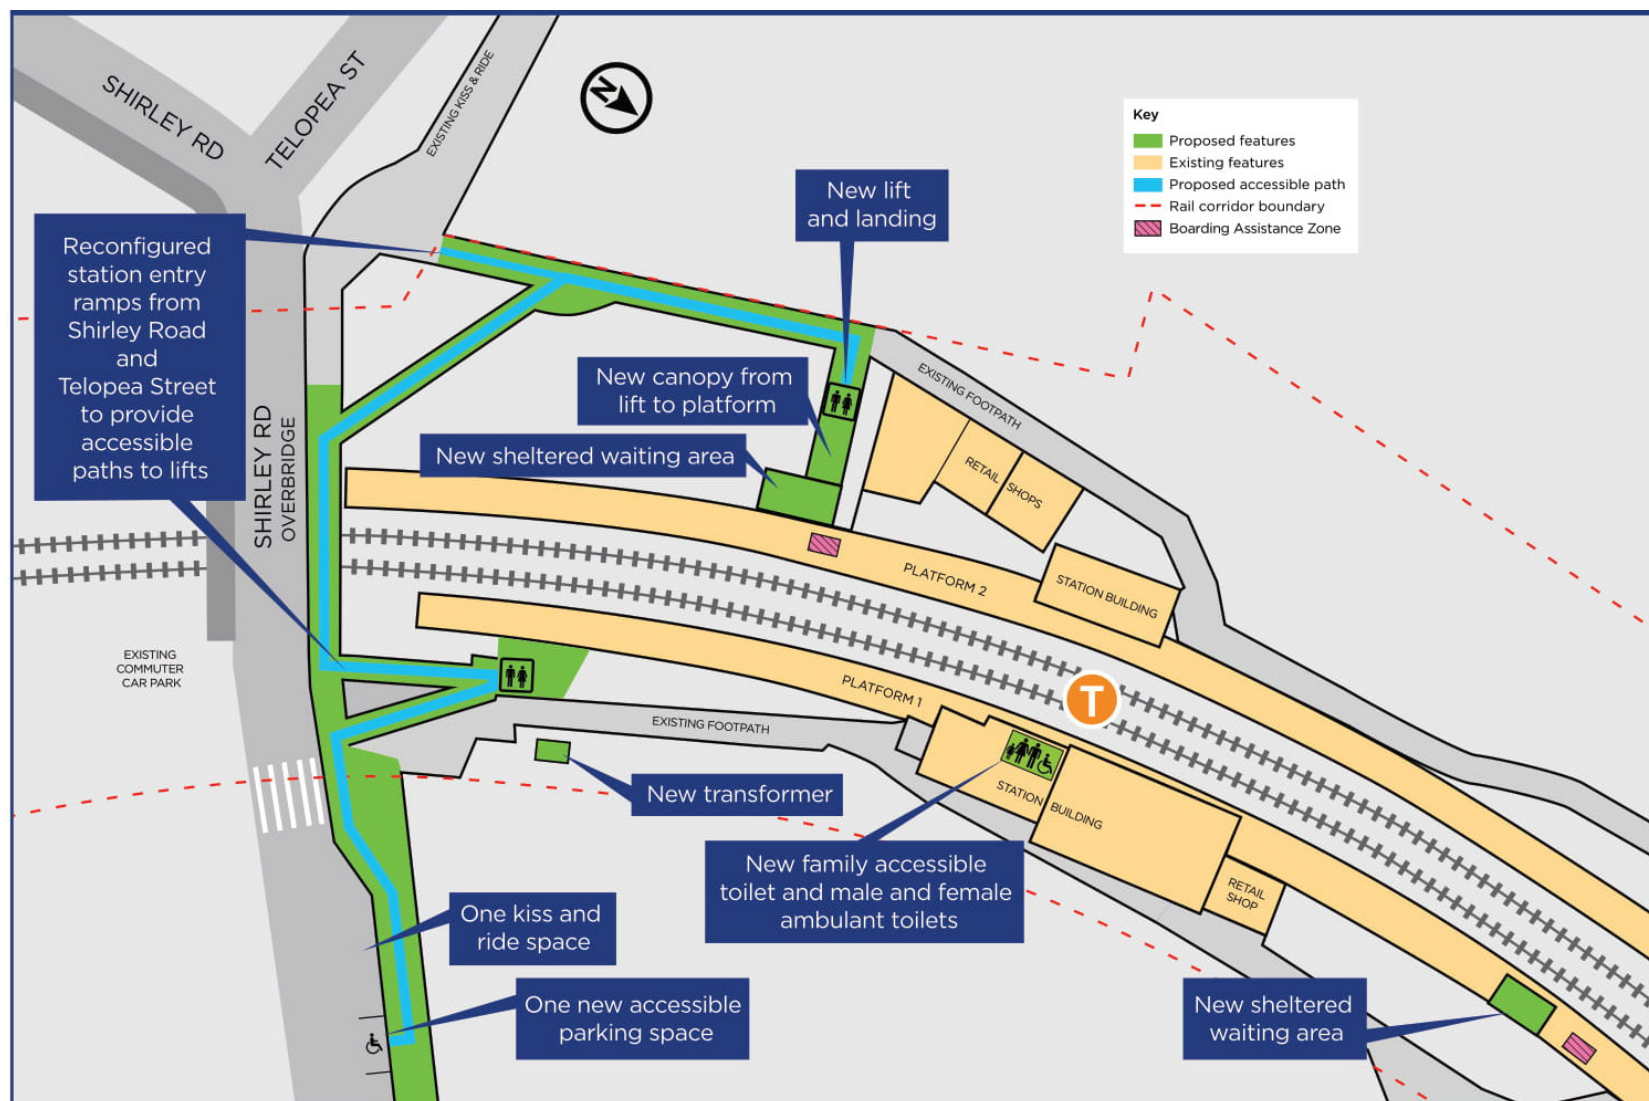 SHIRLEY RD
TELOPEA ST
EXISTING KISS & RIDE
N
Key
Proposed features
Existing features
Proposed accessible path
Rail corridor boundary
Boarding Assistance Zone
New lift
and landing
Reconfigured
station entry
ramps from
Shirley Road
and
Telopea Street
to provide
accessible
paths to lifts
New canopy from
lift to platform
New sheltered waiting area
EXISTING FOOTPATH
RETAIL SHOPS
SHIRLEY RD
OVERBRIDGE
PLATFORM 2
STATION BUILDING
EXISTING
COMMUTER
CAR PARK
PLATFORM 1
T
EXISTING FOOTPATH
New transformer
STATION BUILDING
New family accessible
toilet and male and female
ambulant toilets
RETAIL
SHOP
One kiss and
ride space
One new accessible
parking space
New sheltered
waiting area